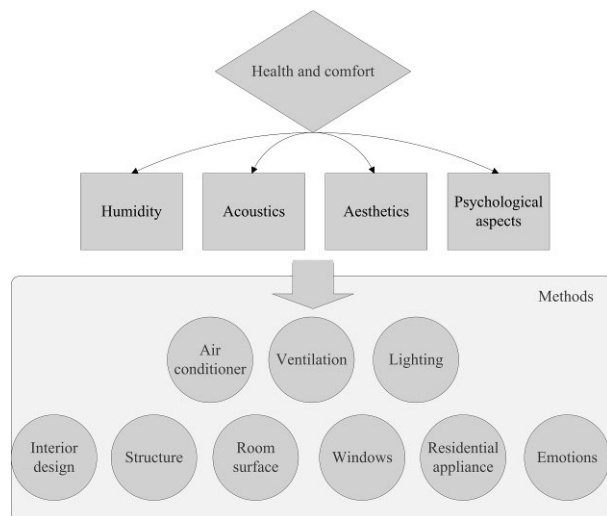 Health and comfort
Humidity
Acoustics
Aesthetics
Psychological
aspects
Methods
Air
conditioner
Ventilation
Lighting
Interior
design
Structure
Room
surface
Windows
Residential
appliance
Emotions